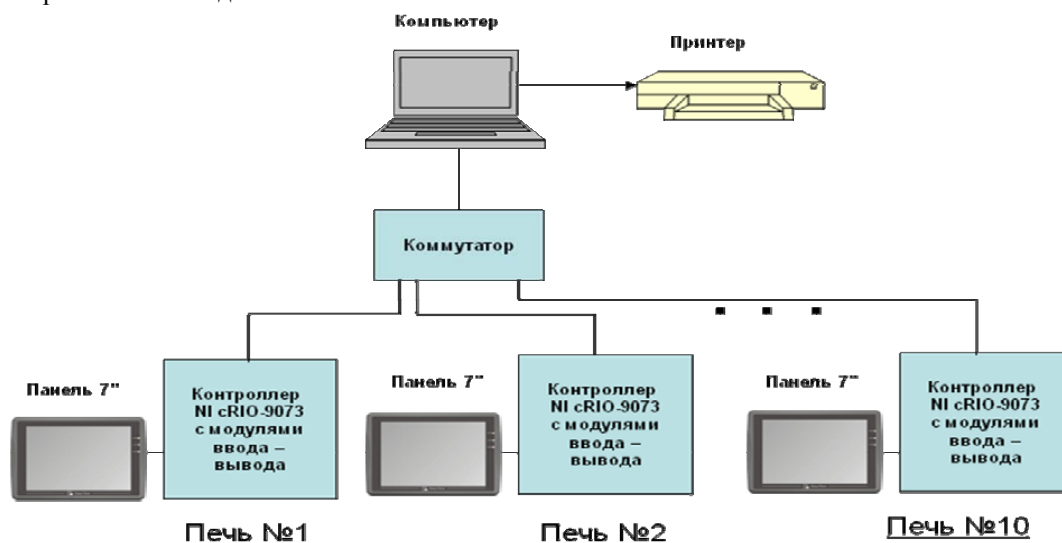 Компьютер
Принтер
Коммутатор
Панель 7"
Контроллер
NI cRIO-9073
с модулями
ввода –
вывода
Печь №1
Панель 7"
Контроллер
NI cRIO-9073
с модулями
ввода –
вывода
Печь №2
Панель 7"
Контроллер
NI cRIO-9073
с модулями
ввода –
вывода
Печь №10